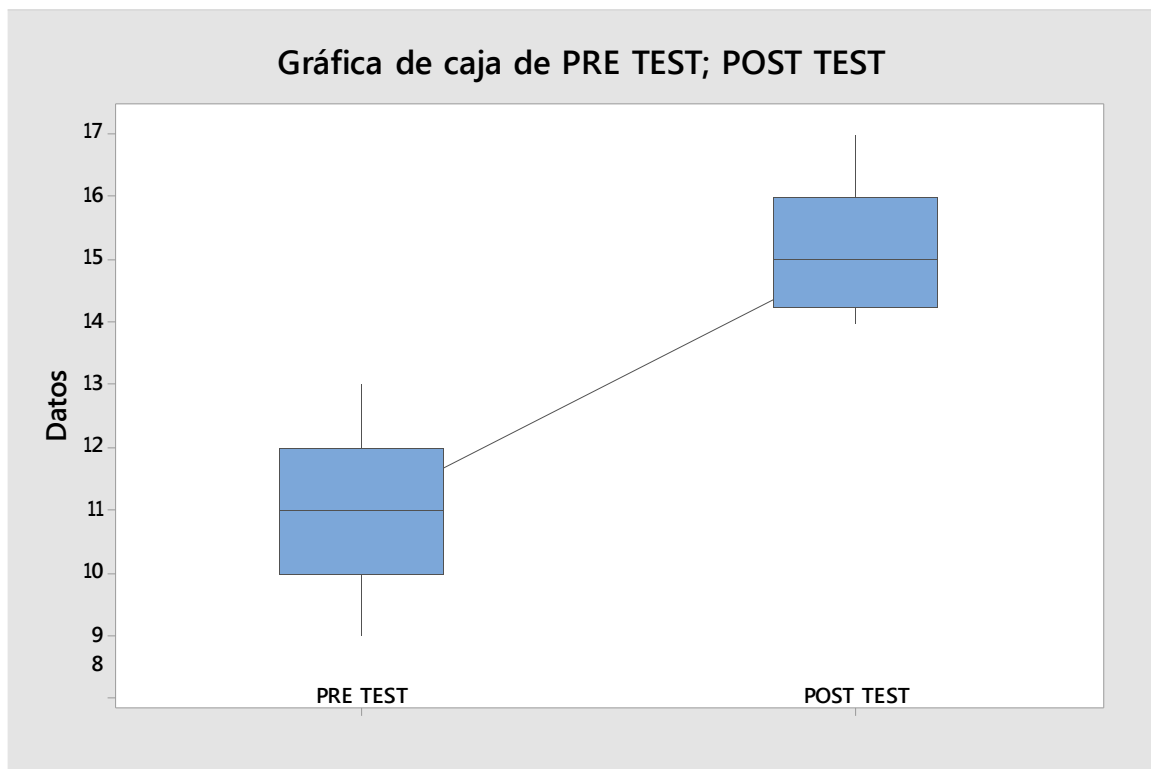 Gráfica de caja de PRE TEST; POST TEST
17
16
15
14
13
12
11
10
9
8
Datos
PRE TEST
POST TEST